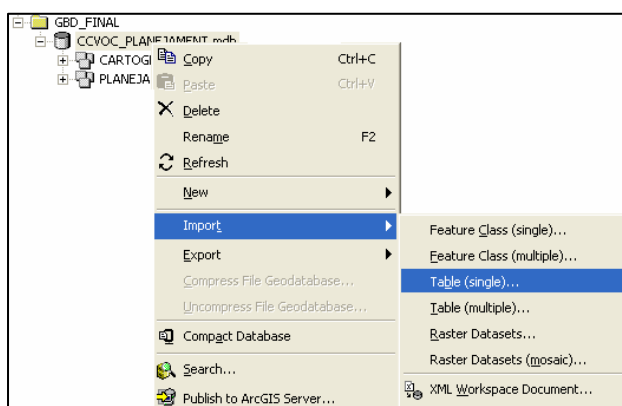 GBD_FINAL
CCVOC_PLANEJAMENT.mdb
CARTOG
PLANEJA
Copy Ctrl+C
Paste Ctrl+V
Delete
Rename F2
Refresh
New
Import
Export
Compress File Geodatabase...
Uncompress File Geodatabase...
Compact Database
Search...
Publish to ArcGIS Server...
Feature Class (single)...
Feature Class (multiple)...
Table (single)...
Table (multiple)...
Raster Datasets...
Raster Datasets (mosaic)...
XML Workspace Document...